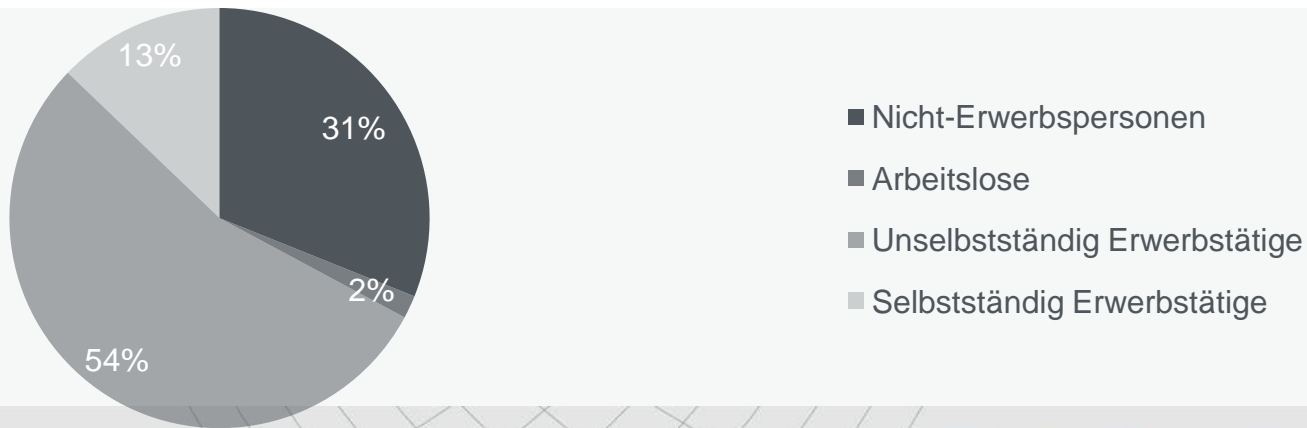 13%
31%
2%
54%
Nicht-Erwerbspersonen
Arbeitslose
Unselbstständig Erwerbstätige
Selbstständig Erwerbstätige